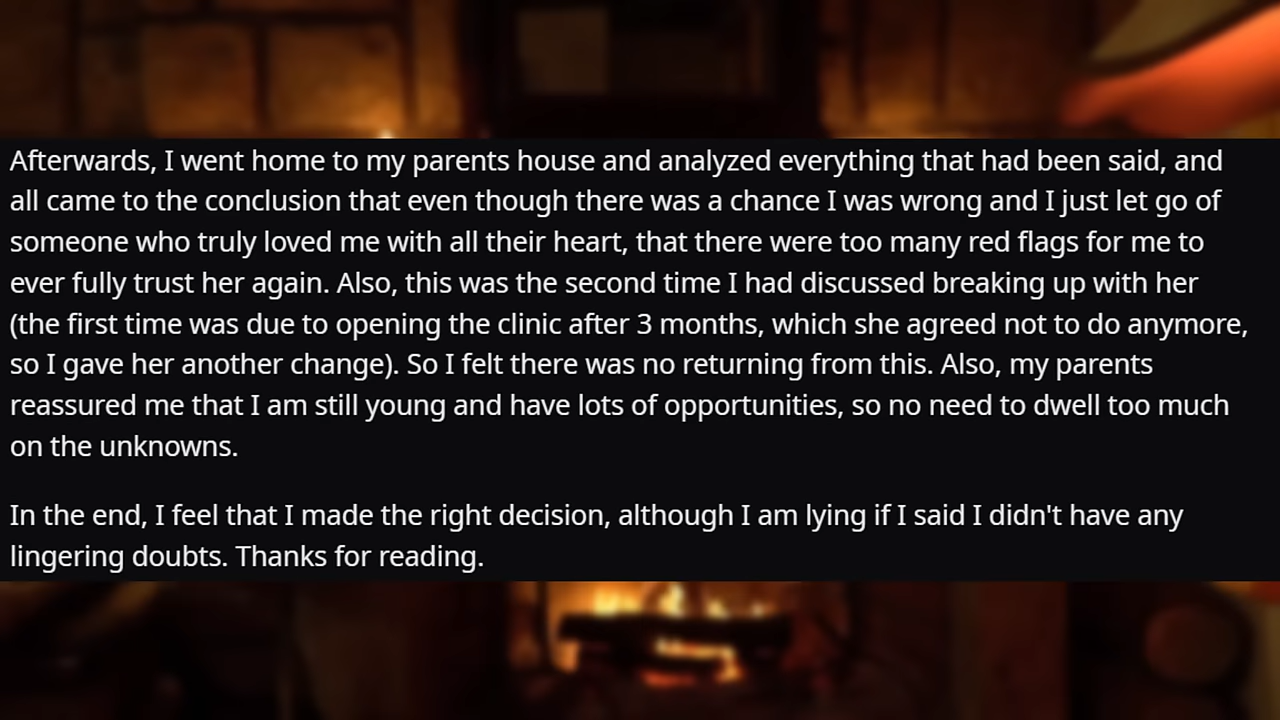 Afterwards, I went home to my parents house and analyzed everything that had been said, and
all came to the conclusion that even though there was a chance I was wrong and I just let go of
someone who truly loved me with all their heart, that there were too many red flags for me to
ever fully trust her again. Also, this was the second time I had discussed breaking up with her
(the first time was due to opening the clinic after 3 months, which she agreed not to do anymore,
so I gave her another change). So I felt there was no returning from this. Also, my parents
reassured me that I am still young and have lots of opportunities, so no need to dwell too much
on the unknowns.
In the end, I feel that I made the right decision, although I am lying if I said I didn't have any
lingering doubts. Thanks for reading.